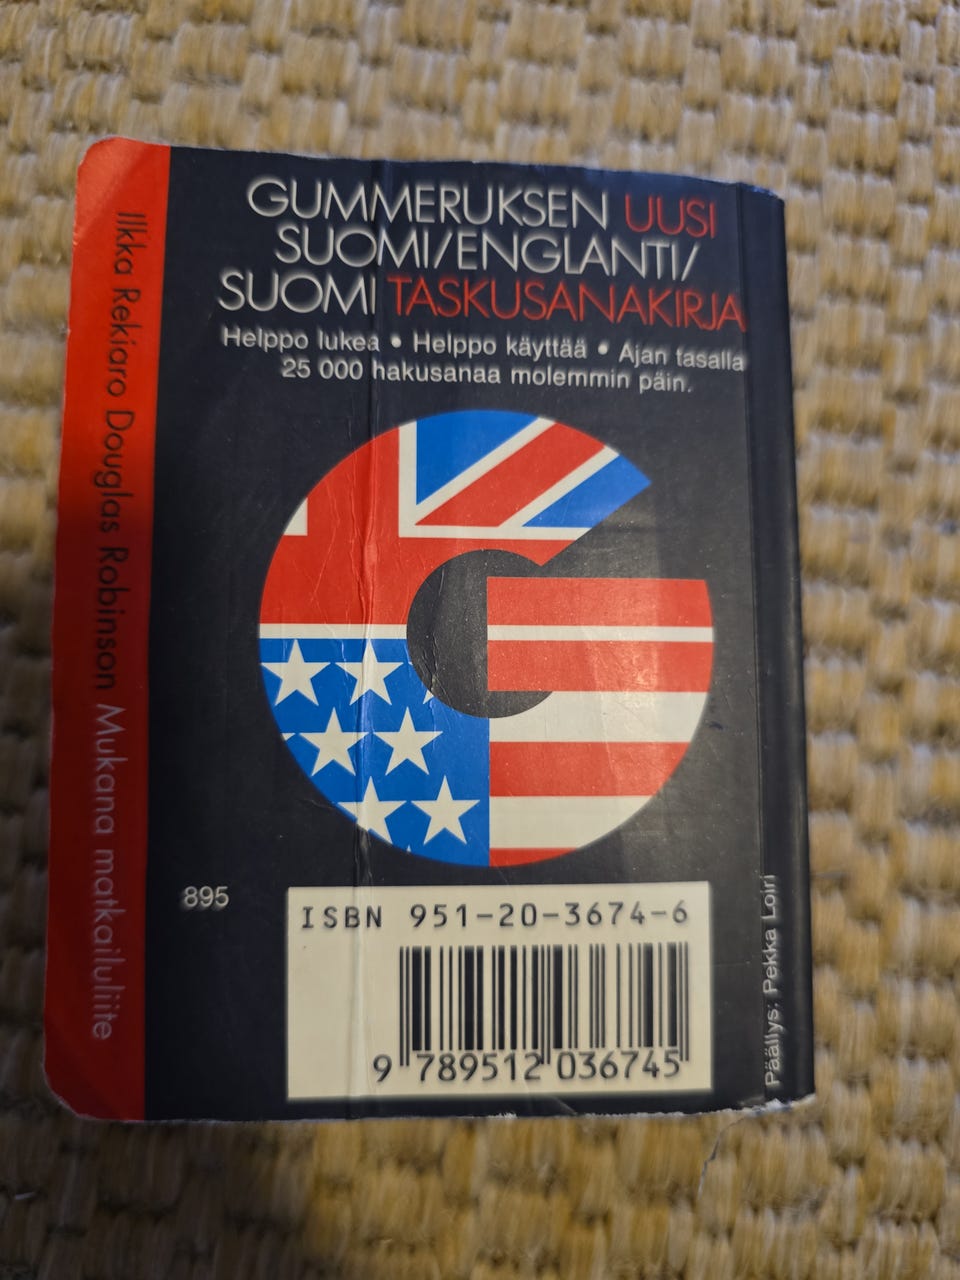 GUMMERUKSEN UUSI
SUOMI/ENGLANTI/
SUOMI TASKUSANAKIRJA
Helppo lukea • Helppo käyttää • Ajan tasalla
25 000 hakusanaa molemmin päin.
Ilkka Rekiaro Douglas Robinson Mukana matkailuliite
895
ISBN 951-20-3674-6
9 789512 036745
Päällys: Pekka Loiri